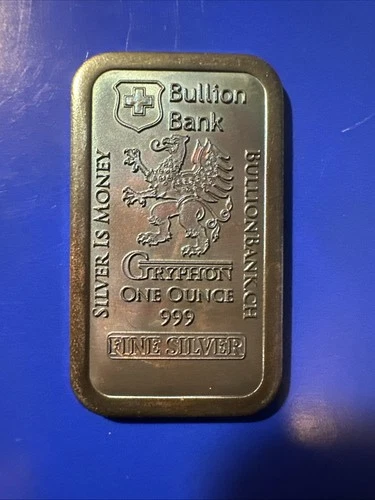 Bullion
Bank
SILVER IS MONEY
BULLIONBANK.CH
GRYPHON
ONE OUNCE
999
FINE SILVER